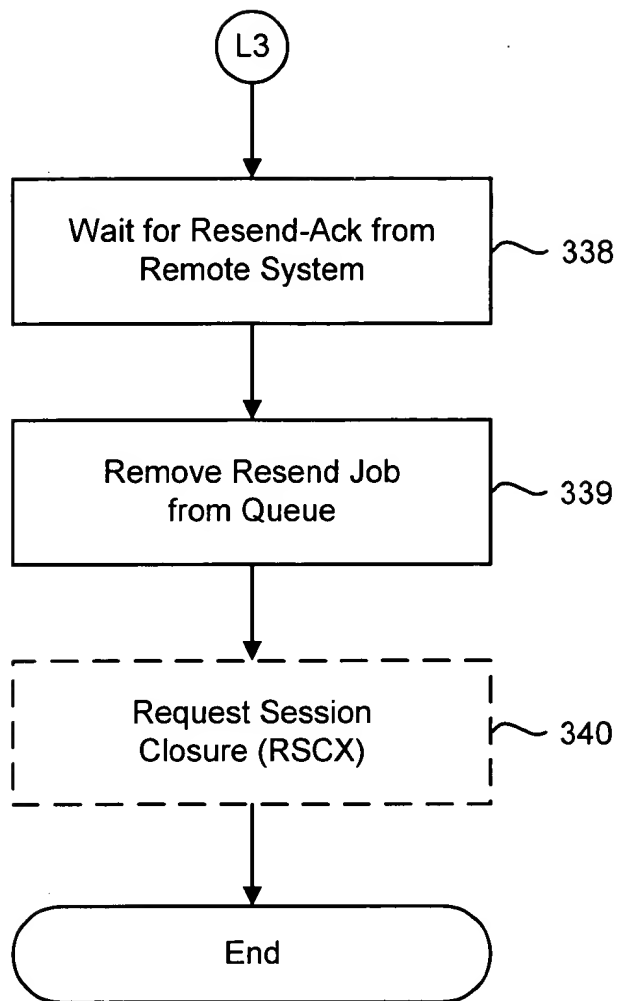 L3
Wait for Resend-Ack from
Remote System
338
Remove Resend Job
from Queue
339
Request Session
Closure (RSCX)
340
End